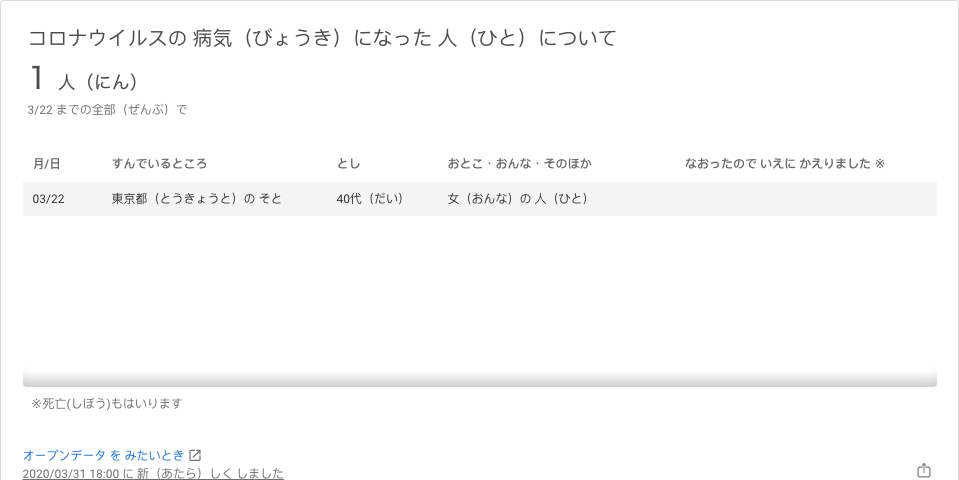 コロナウイルスの 病気（びょうき）になった 人（ひと）について
1 人（にん）
3/22 までの全部（ぜんぶ）で
月/日 すんでいるところ とし おとこ・おんな・そのほか なおったので いえに かえりました ※
03/22 東京都（とうきょうと）の そと 40代（だい） 女（おんな）の 人（ひと）
※死亡(しぼう)もはいります
オープンデータ を みたいとき
2020/03/31 18:00 に 新（あたら）しく しました